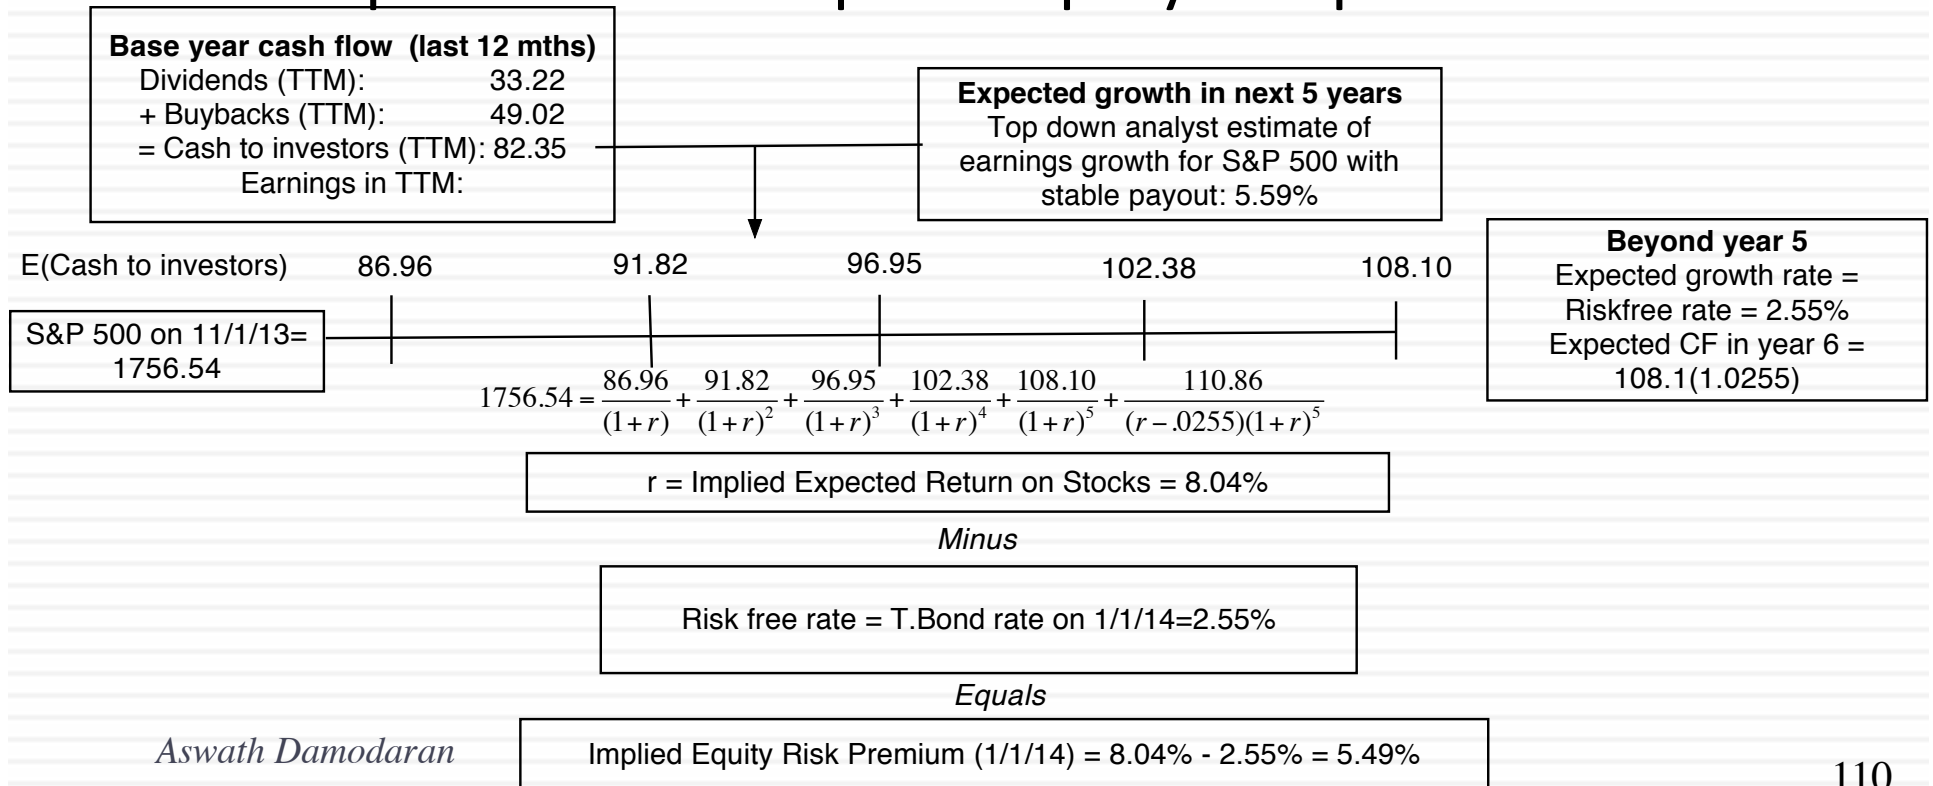 Base year cash flow (last 12 mths)
Dividends (TTM): 33.22
+ Buybacks (TTM): 49.02
= Cash to investors (TTM): 82.35
Earnings in TTM:
Expected growth in next 5 years
Top down analyst estimate of
earnings growth for S&P 500 with
stable payout: 5.59%
E(Cash to investors) 86.96 91.82 96.95 102.38 108.10
Beyond year 5
Expected growth rate =
Riskfree rate = 2.55%
Expected CF in year 6 =
108.1(1.0255)
S&P 500 on 11/1/13=
1756.54
1756.54 = 86.96/(1+r) + 91.82/(1+r)² + 96.95/(1+r)³ + 102.38/(1+r)⁴ + 108.10/(1+r)⁵ + 110.86/(r−.0255)(1+r)⁵
r = Implied Expected Return on Stocks = 8.04%
Minus
Risk free rate = T.Bond rate on 1/1/14=2.55%
Equals
Aswath Damodaran
Implied Equity Risk Premium (1/1/14) = 8.04% - 2.55% = 5.49%
110